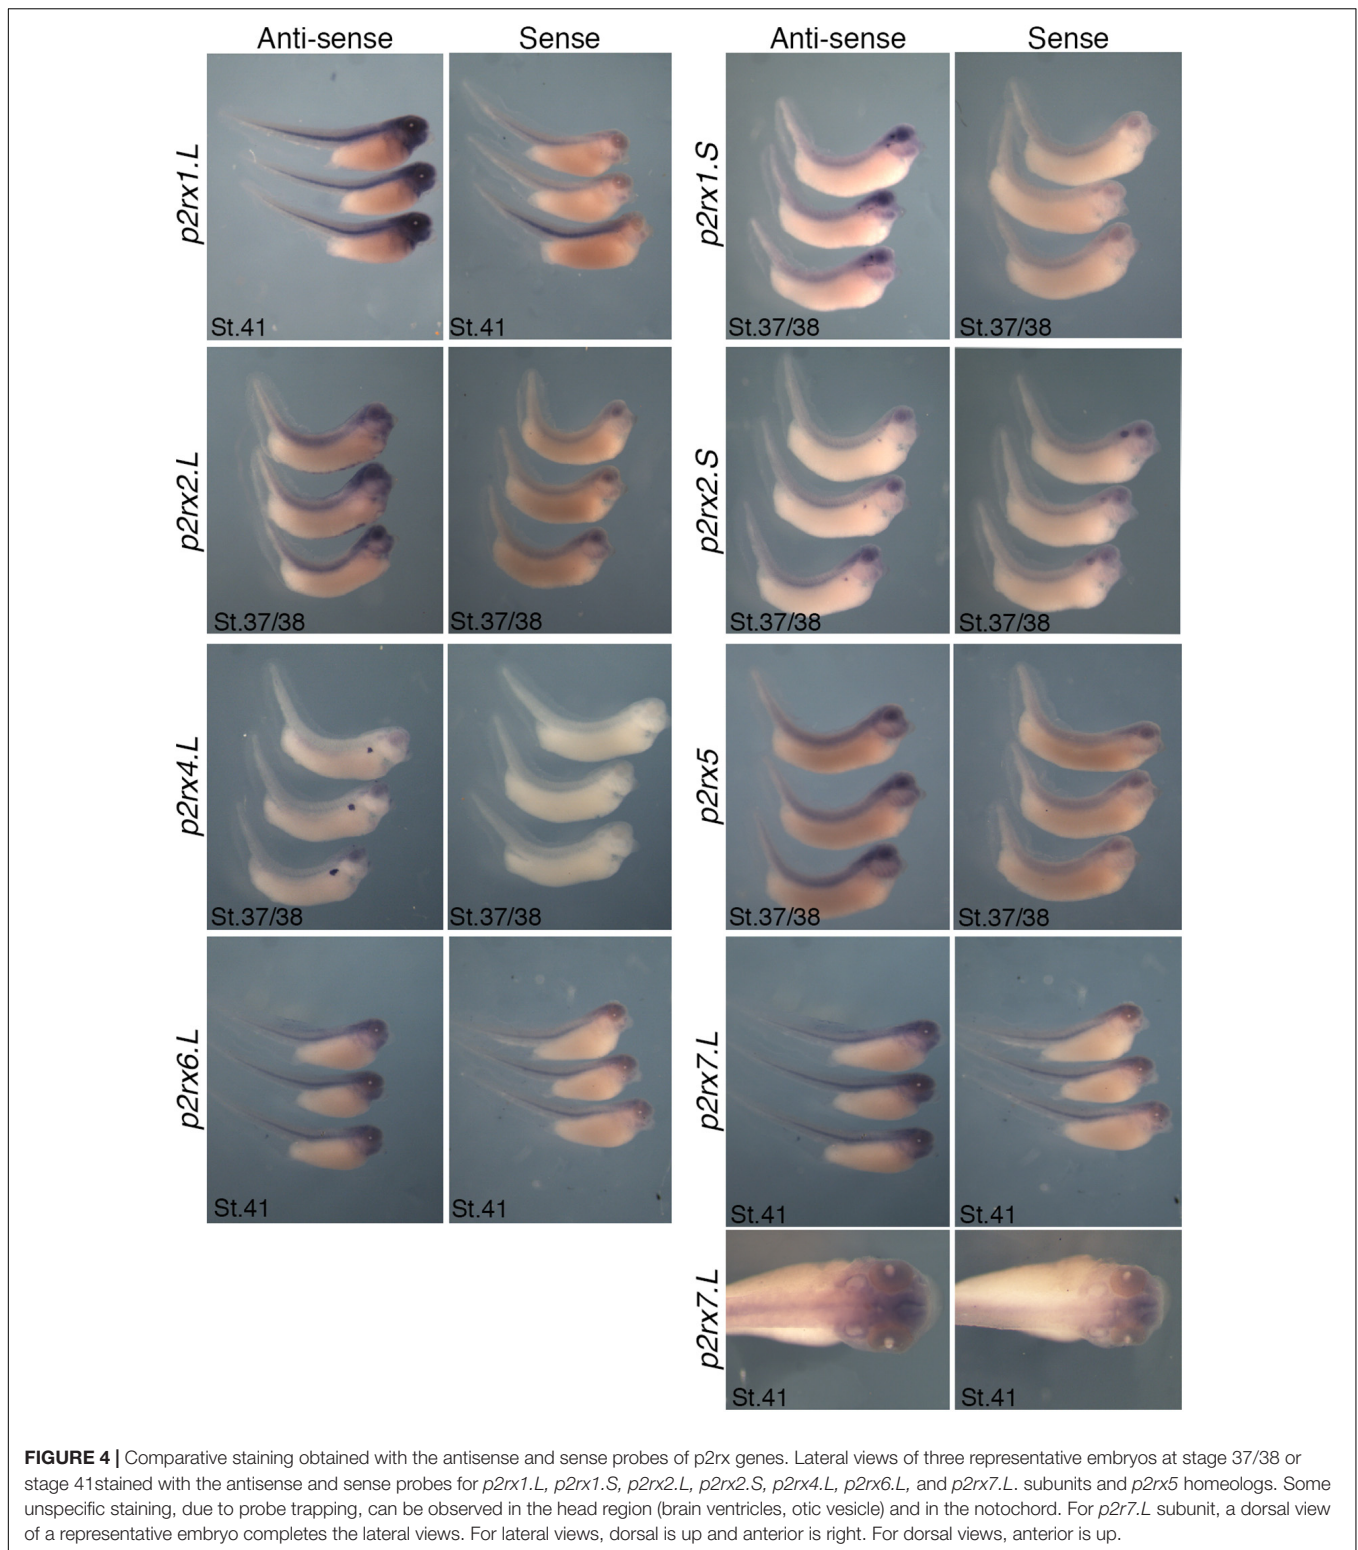 Anti-sense
Sense
Anti-sense
Sense
p2rx1.L
St.41
St.41
p2rx1.S
St.37/38
St.37/38
p2rx2.L
St.37/38
St.37/38
p2rx2.S
St.37/38
St.37/38
p2rx4.L
St.37/38
St.37/38
p2rx5
St.37/38
St.37/38
p2rx6.L
St.41
St.41
p2rx7.L
St.41
St.41
p2rx7.L
St.41
St.41
FIGURE 4 | Comparative staining obtained with the antisense and sense probes of p2rx genes. Lateral views of three representative embryos at stage 37/38 or
stage 41stained with the antisense and sense probes for p2rx1.L, p2rx1.S, p2rx2.L, p2rx2.S, p2rx4.L, p2rx6.L, and p2rx7.L. subunits and p2rx5 homeologs. Some
unspecific staining, due to probe trapping, can be observed in the head region (brain ventricles, otic vesicle) and in the notochord. For p2r7.L subunit, a dorsal view
of a representative embryo completes the lateral views. For lateral views, dorsal is up and anterior is right. For dorsal views, anterior is up.